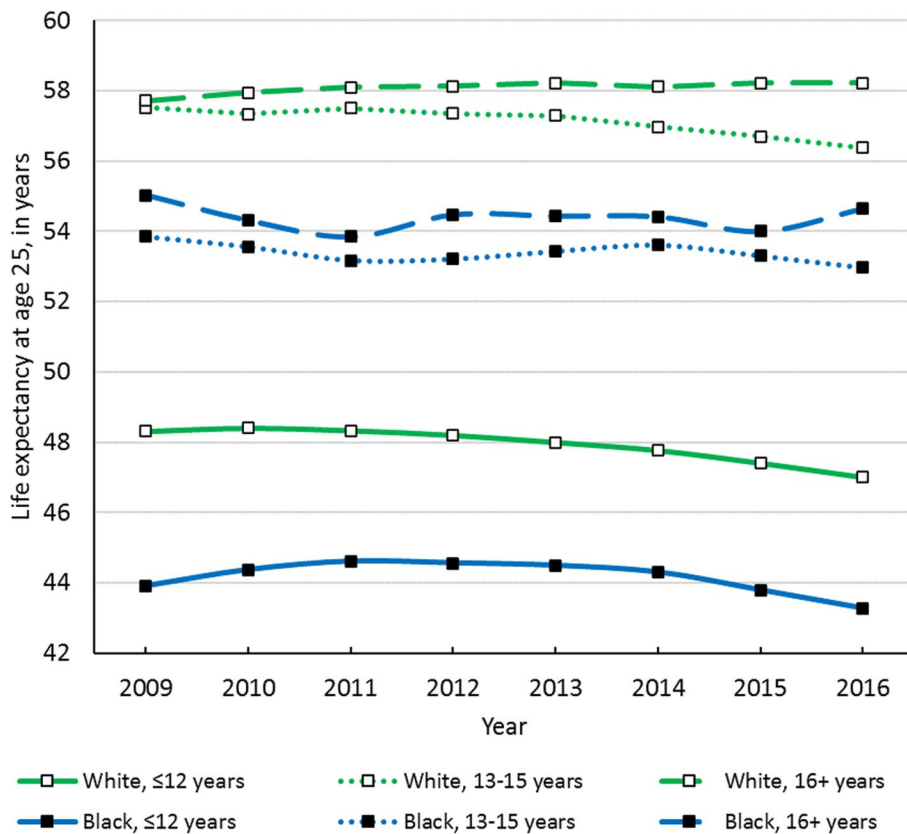 60
58
56
54
52
50
48
46
44
42
Life expectancy at age 25, in years
2009 2010 2011 2012 2013 2014 2015 2016
Year
White, ≤12 years White, 13-15 years White, 16+ years
Black, ≤12 years Black, 13-15 years Black, 16+ years